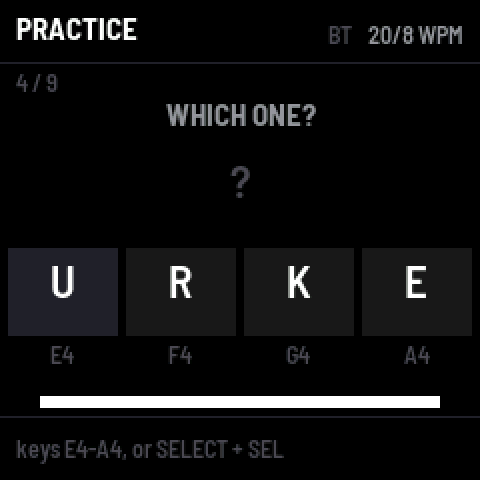 PRACTICE
BT 20/8 WPM
4/9
WHICH ONE?
?
U R K E
E4 F4 G4 A4
keys E4-A4, or SELECT + SEL